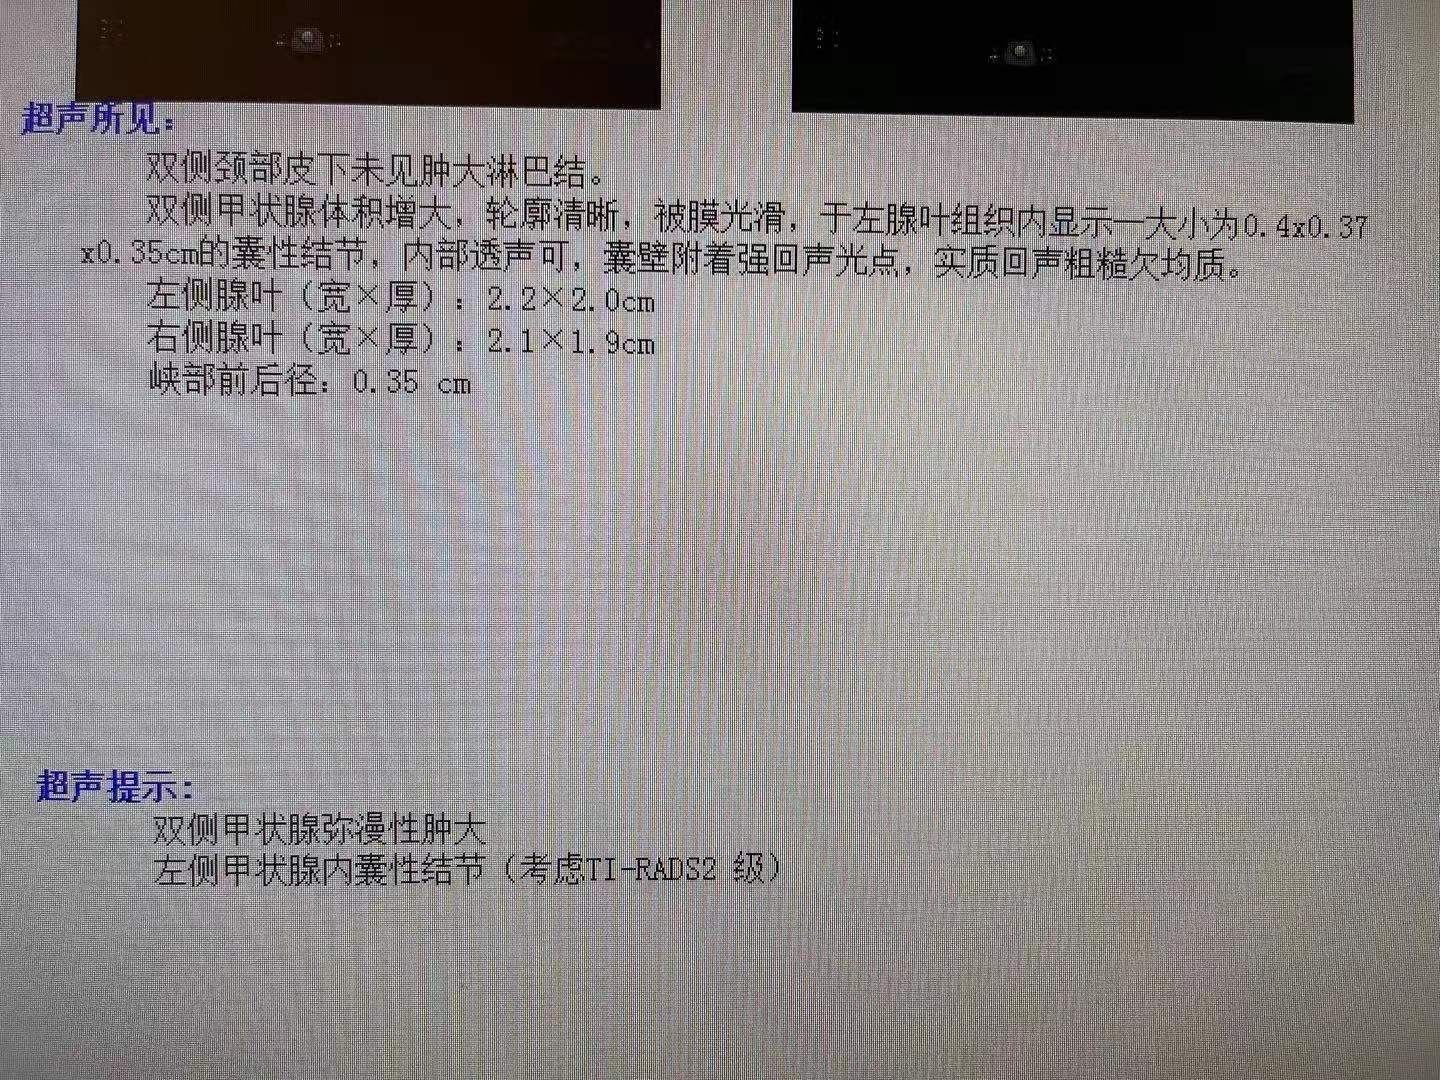 超声所见:
双侧颈部皮下未见肿大淋巴结。
双侧甲状腺体积增大，轮廓清晰，被膜光滑，于左腺叶组织内显示一大小为0.4x0.37
x0.35cm的囊性结节，内部透声可，囊壁附着强回声光点，实质回声粗糙欠均质。
左侧腺叶（宽×厚）：2.2×2.0cm
右侧腺叶（宽×厚）：2.1×1.9cm
峡部前后径：0.35 cm
超声提示:
双侧甲状腺弥漫性肿大
左侧甲状腺内囊性结节（考虑TI-RADS2 级）